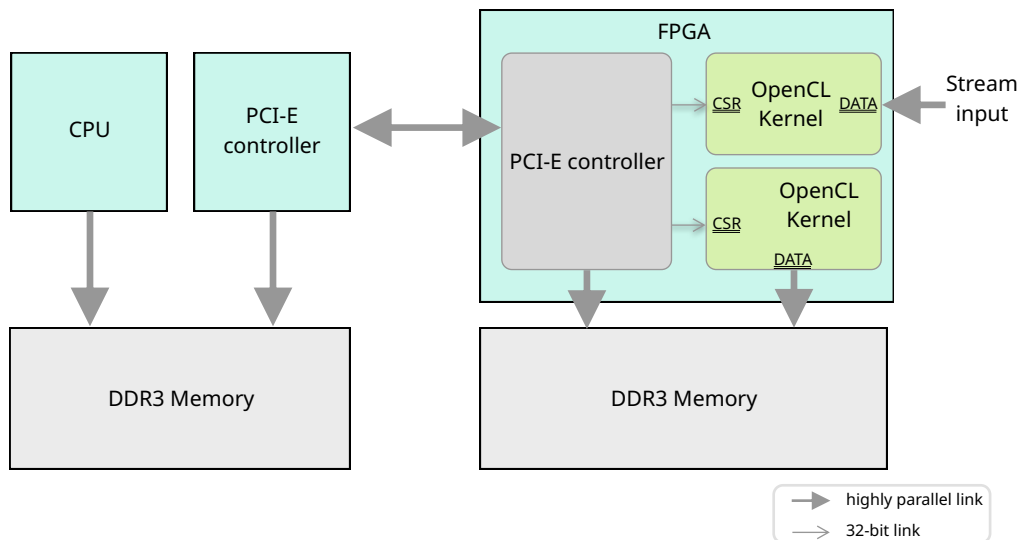 FPGA
CPU
PCI-E
controller
PCI-E controller
CSR
OpenCL
Kernel
DATA
Stream
input
CSR
OpenCL
Kernel
DATA
DDR3 Memory
DDR3 Memory
highly parallel link
32-bit link